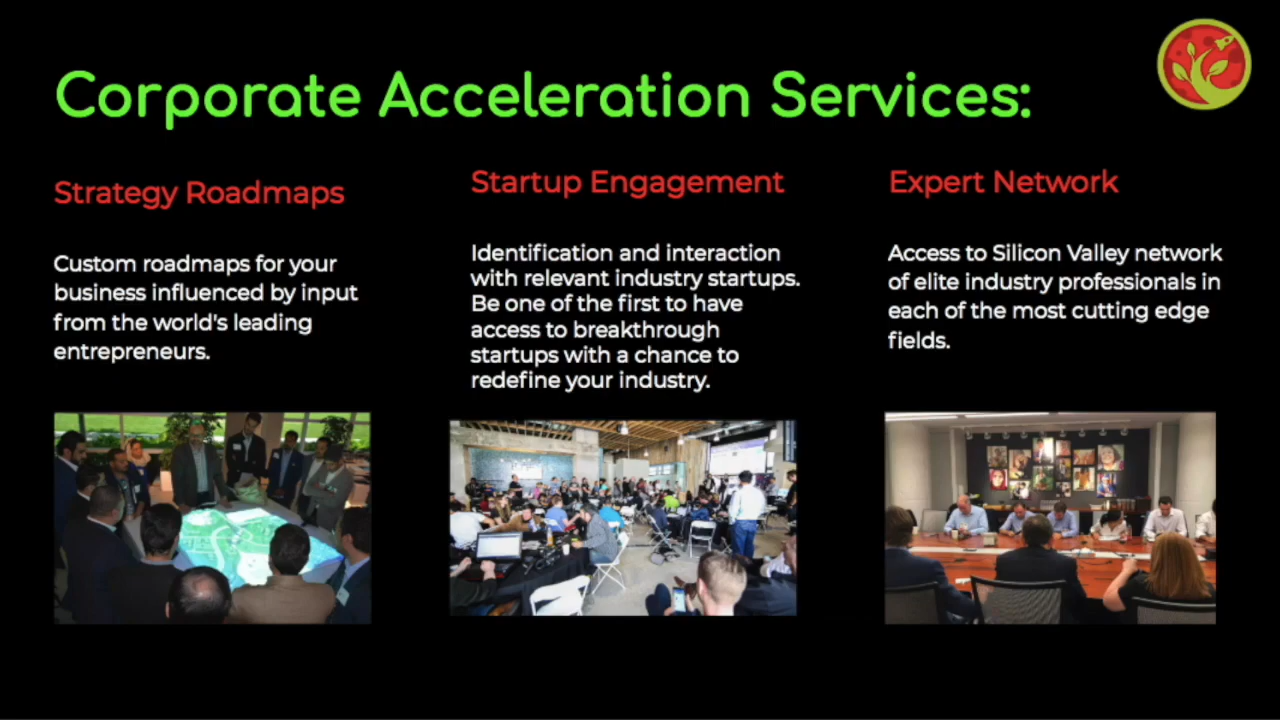 Corporate Acceleration Services:
Strategy Roadmaps
Custom roadmaps for your
business influenced by input
from the world's leading
entrepreneurs.
Startup Engagement
Identification and interaction
with relevant industry startups.
Be one of the first to have
access to breakthrough
startups with a chance to
redefine your industry.
Expert Network
Access to Silicon Valley network
of elite industry professionals in
each of the most cutting edge
fields.